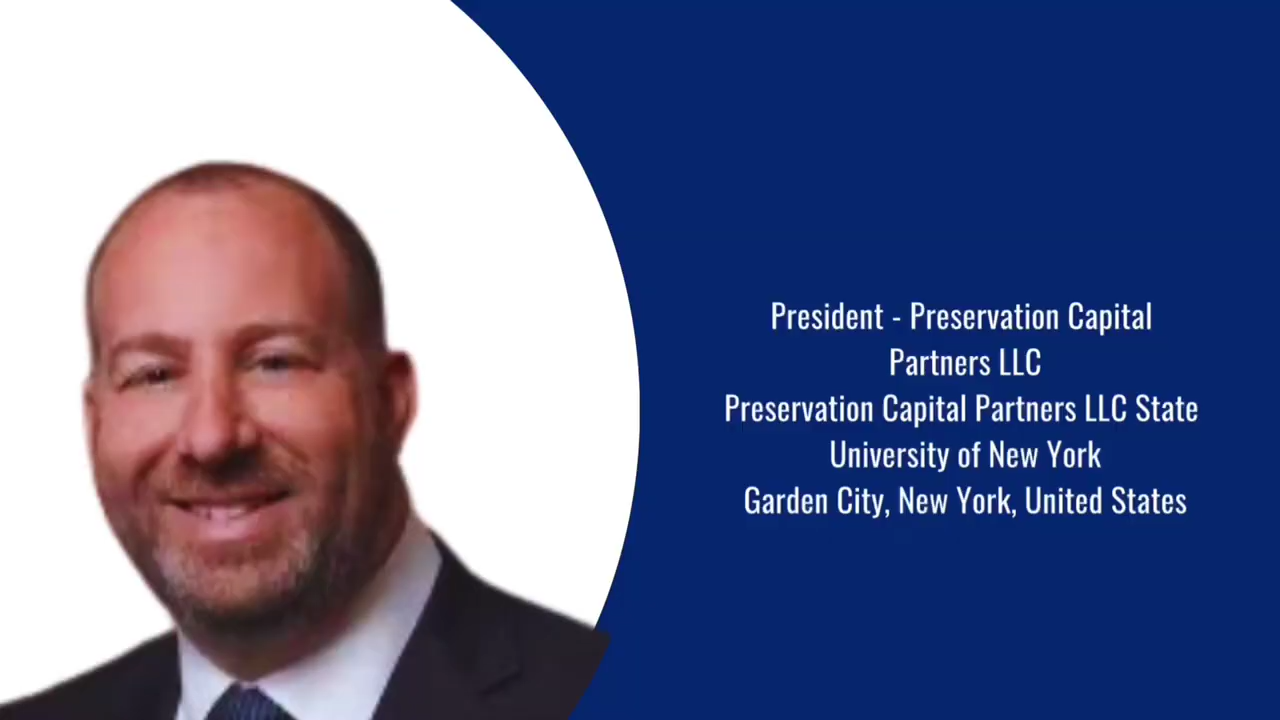 President - Preservation Capital
Partners LLC
Preservation Capital Partners LLC State
University of New York
Garden City, New York, United States